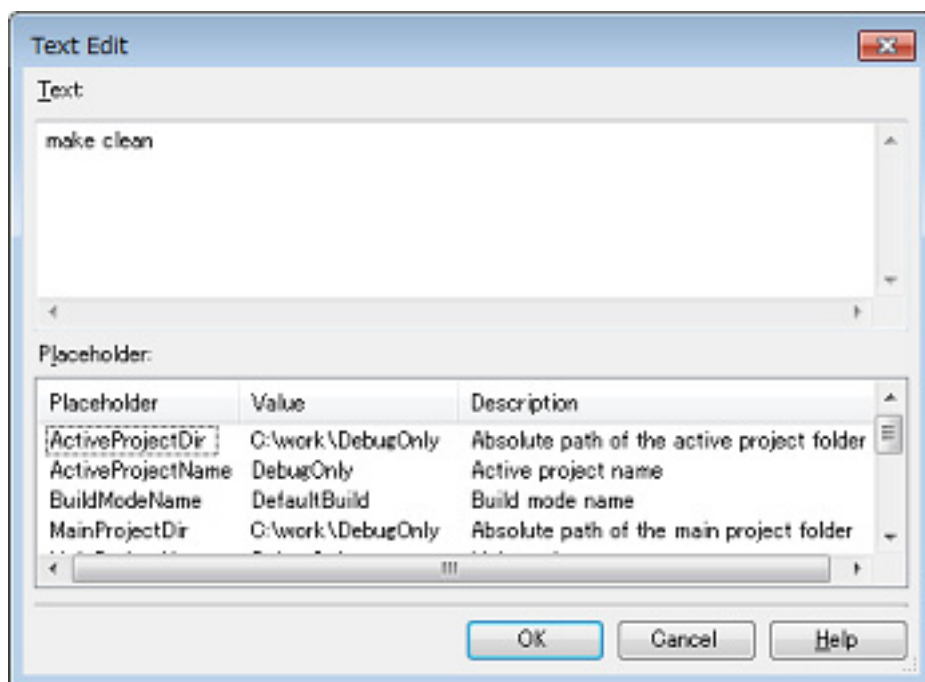 Text Edit
Text:
make clean
Placeholder:
Placeholder Value Description
ActiveProjectDir C:\work\DebugOnly Absolute path of the active project folder
ActiveProjectName DebugOnly Active project name
BuildModeName DefaultBuild Build mode name
MainProjectDir C:\work\DebugOnly Absolute path of the main project folder
OK Cancel Help